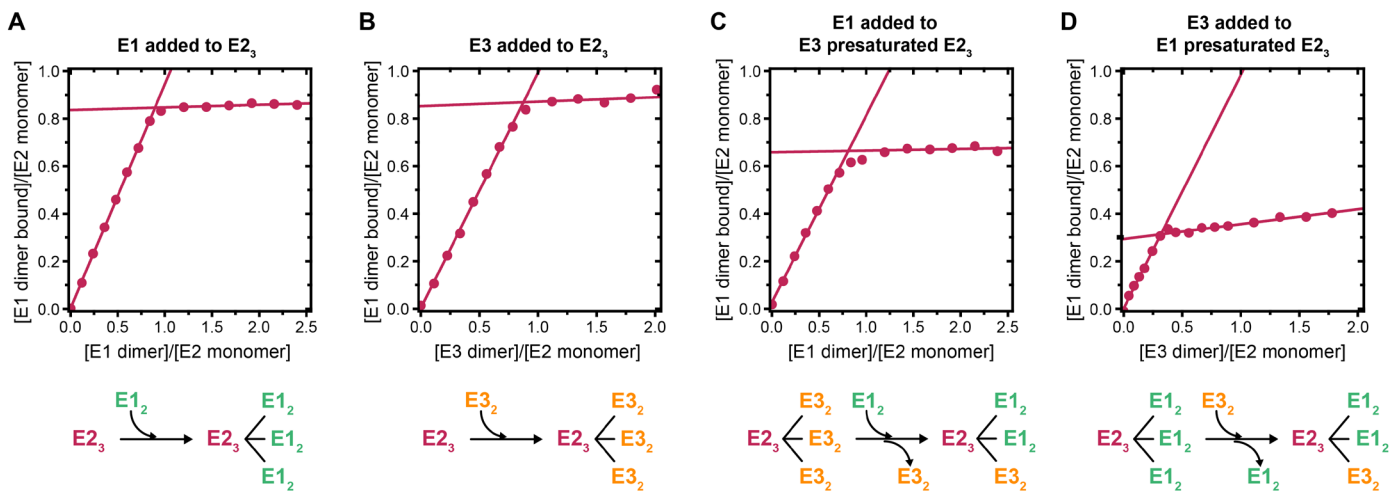 A
E1 added to E2₃
[E1 dimer bound]/[E2 monomer]
1.0
0.8
0.6
0.4
0.2
0.0
0.0 0.5 1.0 1.5 2.0 2.5
[E1 dimer]/[E2 monomer]
E1₂
E2₃
E2₃
E1₂
E1₂
E1₂
B
E3 added to E2₃
[E1 dimer bound]/[E2 monomer]
1.0
0.8
0.6
0.4
0.2
0.0
0.0 0.5 1.0 1.5 2.0
[E3 dimer]/[E2 monomer]
E3₂
E2₃
E2₃
E3₂
E3₂
E3₂
C
E1 added to
E3 presaturated E2₃
[E1 dimer bound]/[E2 monomer]
1.0
0.8
0.6
0.4
0.2
0.0
0.0 0.5 1.0 1.5 2.0 2.5
[E1 dimer]/[E2 monomer]
E2₃
E3₂
E3₂
E3₂
E1₂
E3₂
E2₃
E1₂
E1₂
E3₂
D
E3 added to
E1 presaturated E2₃
[E1 dimer bound]/[E2 monomer]
1.0
0.8
0.6
0.4
0.2
0.0
0.0 0.5 1.0 1.5 2.0
[E3 dimer]/[E2 monomer]
E2₃
E1₂
E1₂
E1₂
E3₂
E1₂
E2₃
E1₂
E1₂
E3₂